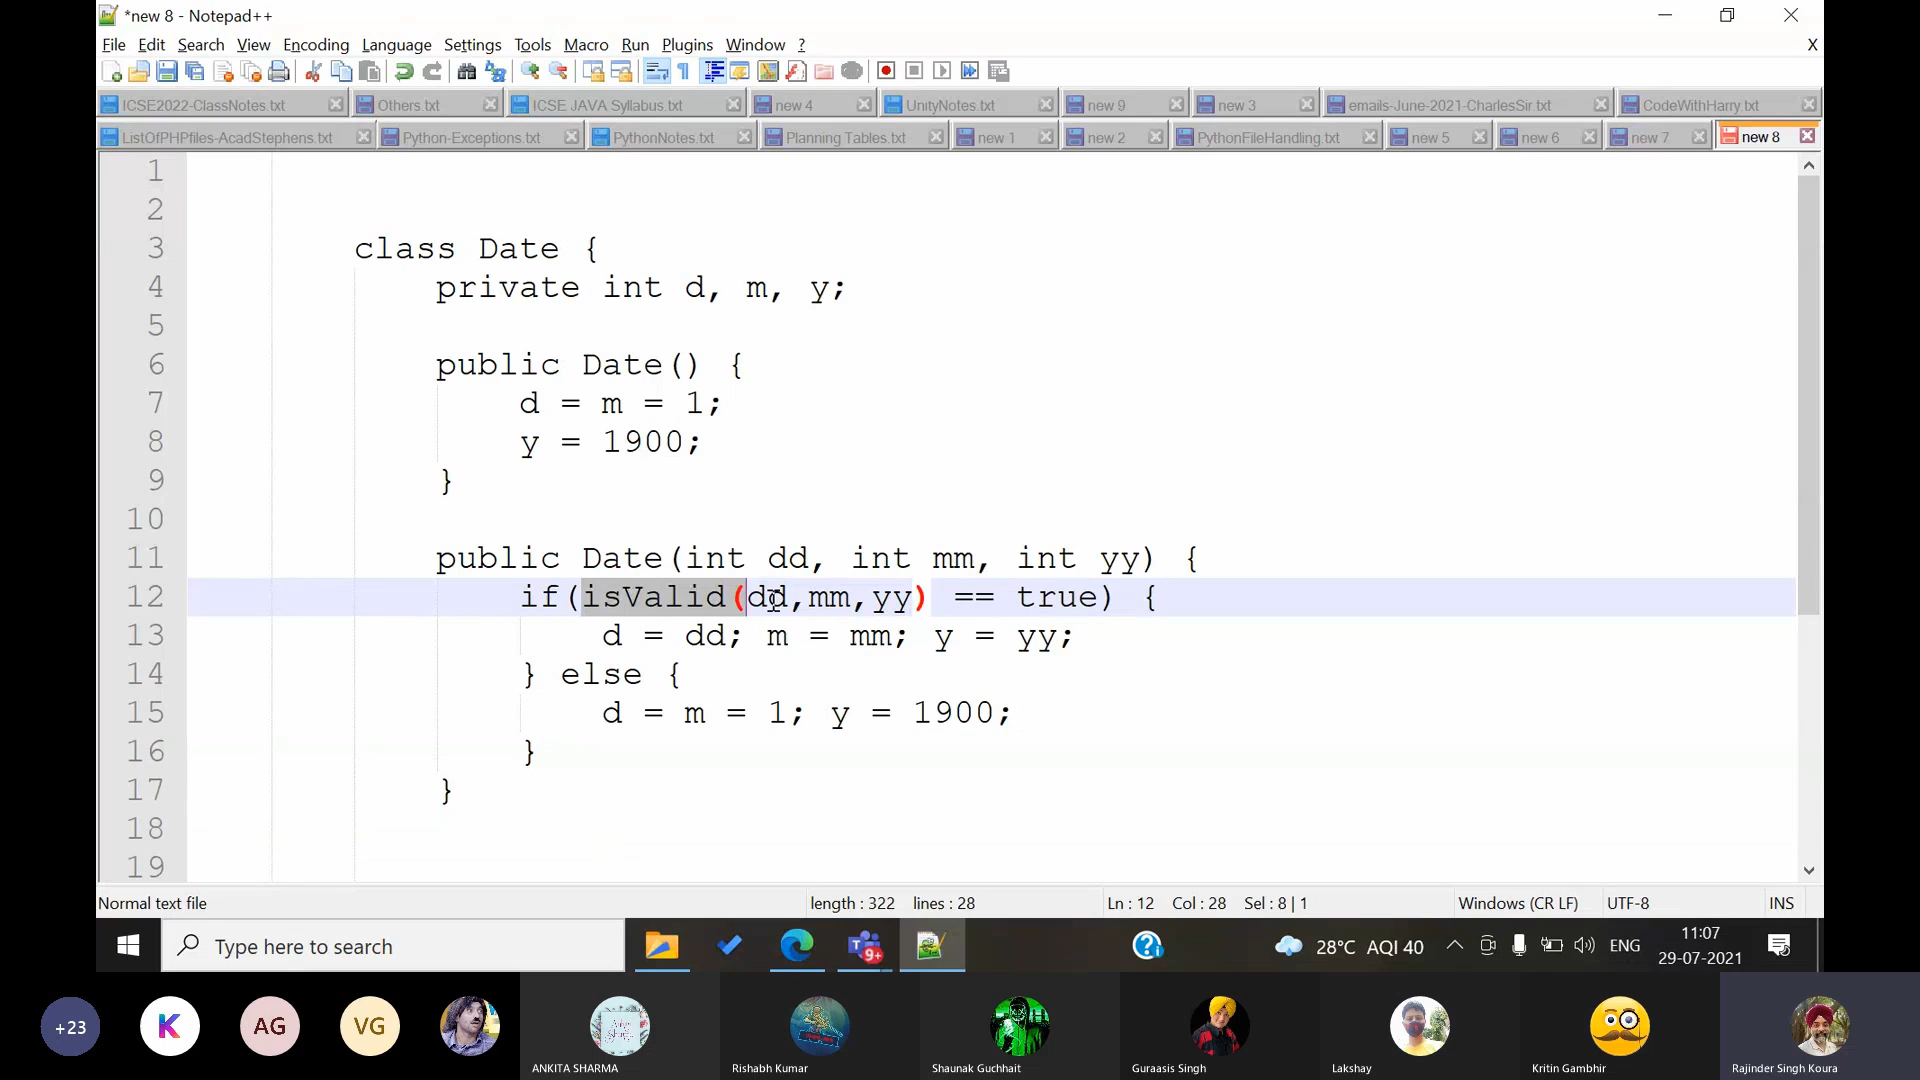 *new 8 - Notepad++
File Edit Search View Encoding Language Settings Tools Macro Run Plugins Window ?
X
ICSE2022-ClassNotes.txt Others.txt ICSE JAVA Syllabus.txt new 4 UnityNotes.txt new 9 new 3 emails-June-2021-CharlesSir.txt CodeWithHarry.txt
ListOfPHPfiles-AcadStephens.txt Python-Exceptions.txt PythonNotes.txt Planning Tables.txt new 1 new 2 PythonFileHandling.txt new 5 new 6 new 7 new 8
1
2
3 class Date {
4 private int d, m, y;
5
6 public Date() {
7 d = m = 1;
8 y = 1900;
9 }
10
11 public Date(int dd, int mm, int yy) {
12 if(isValid(dd,mm,yy) == true) {
13 d = dd; m = mm; y = yy;
14 } else {
15 d = m = 1; y = 1900;
16 }
17 }
18
19
Normal text file length : 322 lines : 28 Ln : 12 Col : 28 Sel : 8 | 1 Windows (CR LF) UTF-8 INS
Type here to search 9+ 28°C AQI 40 ENG 11:07
29-07-2021
+23 K AG VG
ANKITA SHARMA Rishabh Kumar Shaunak Guchhait Guraasis Singh Lakshay Kritin Gambhir Rajinder Singh Koura